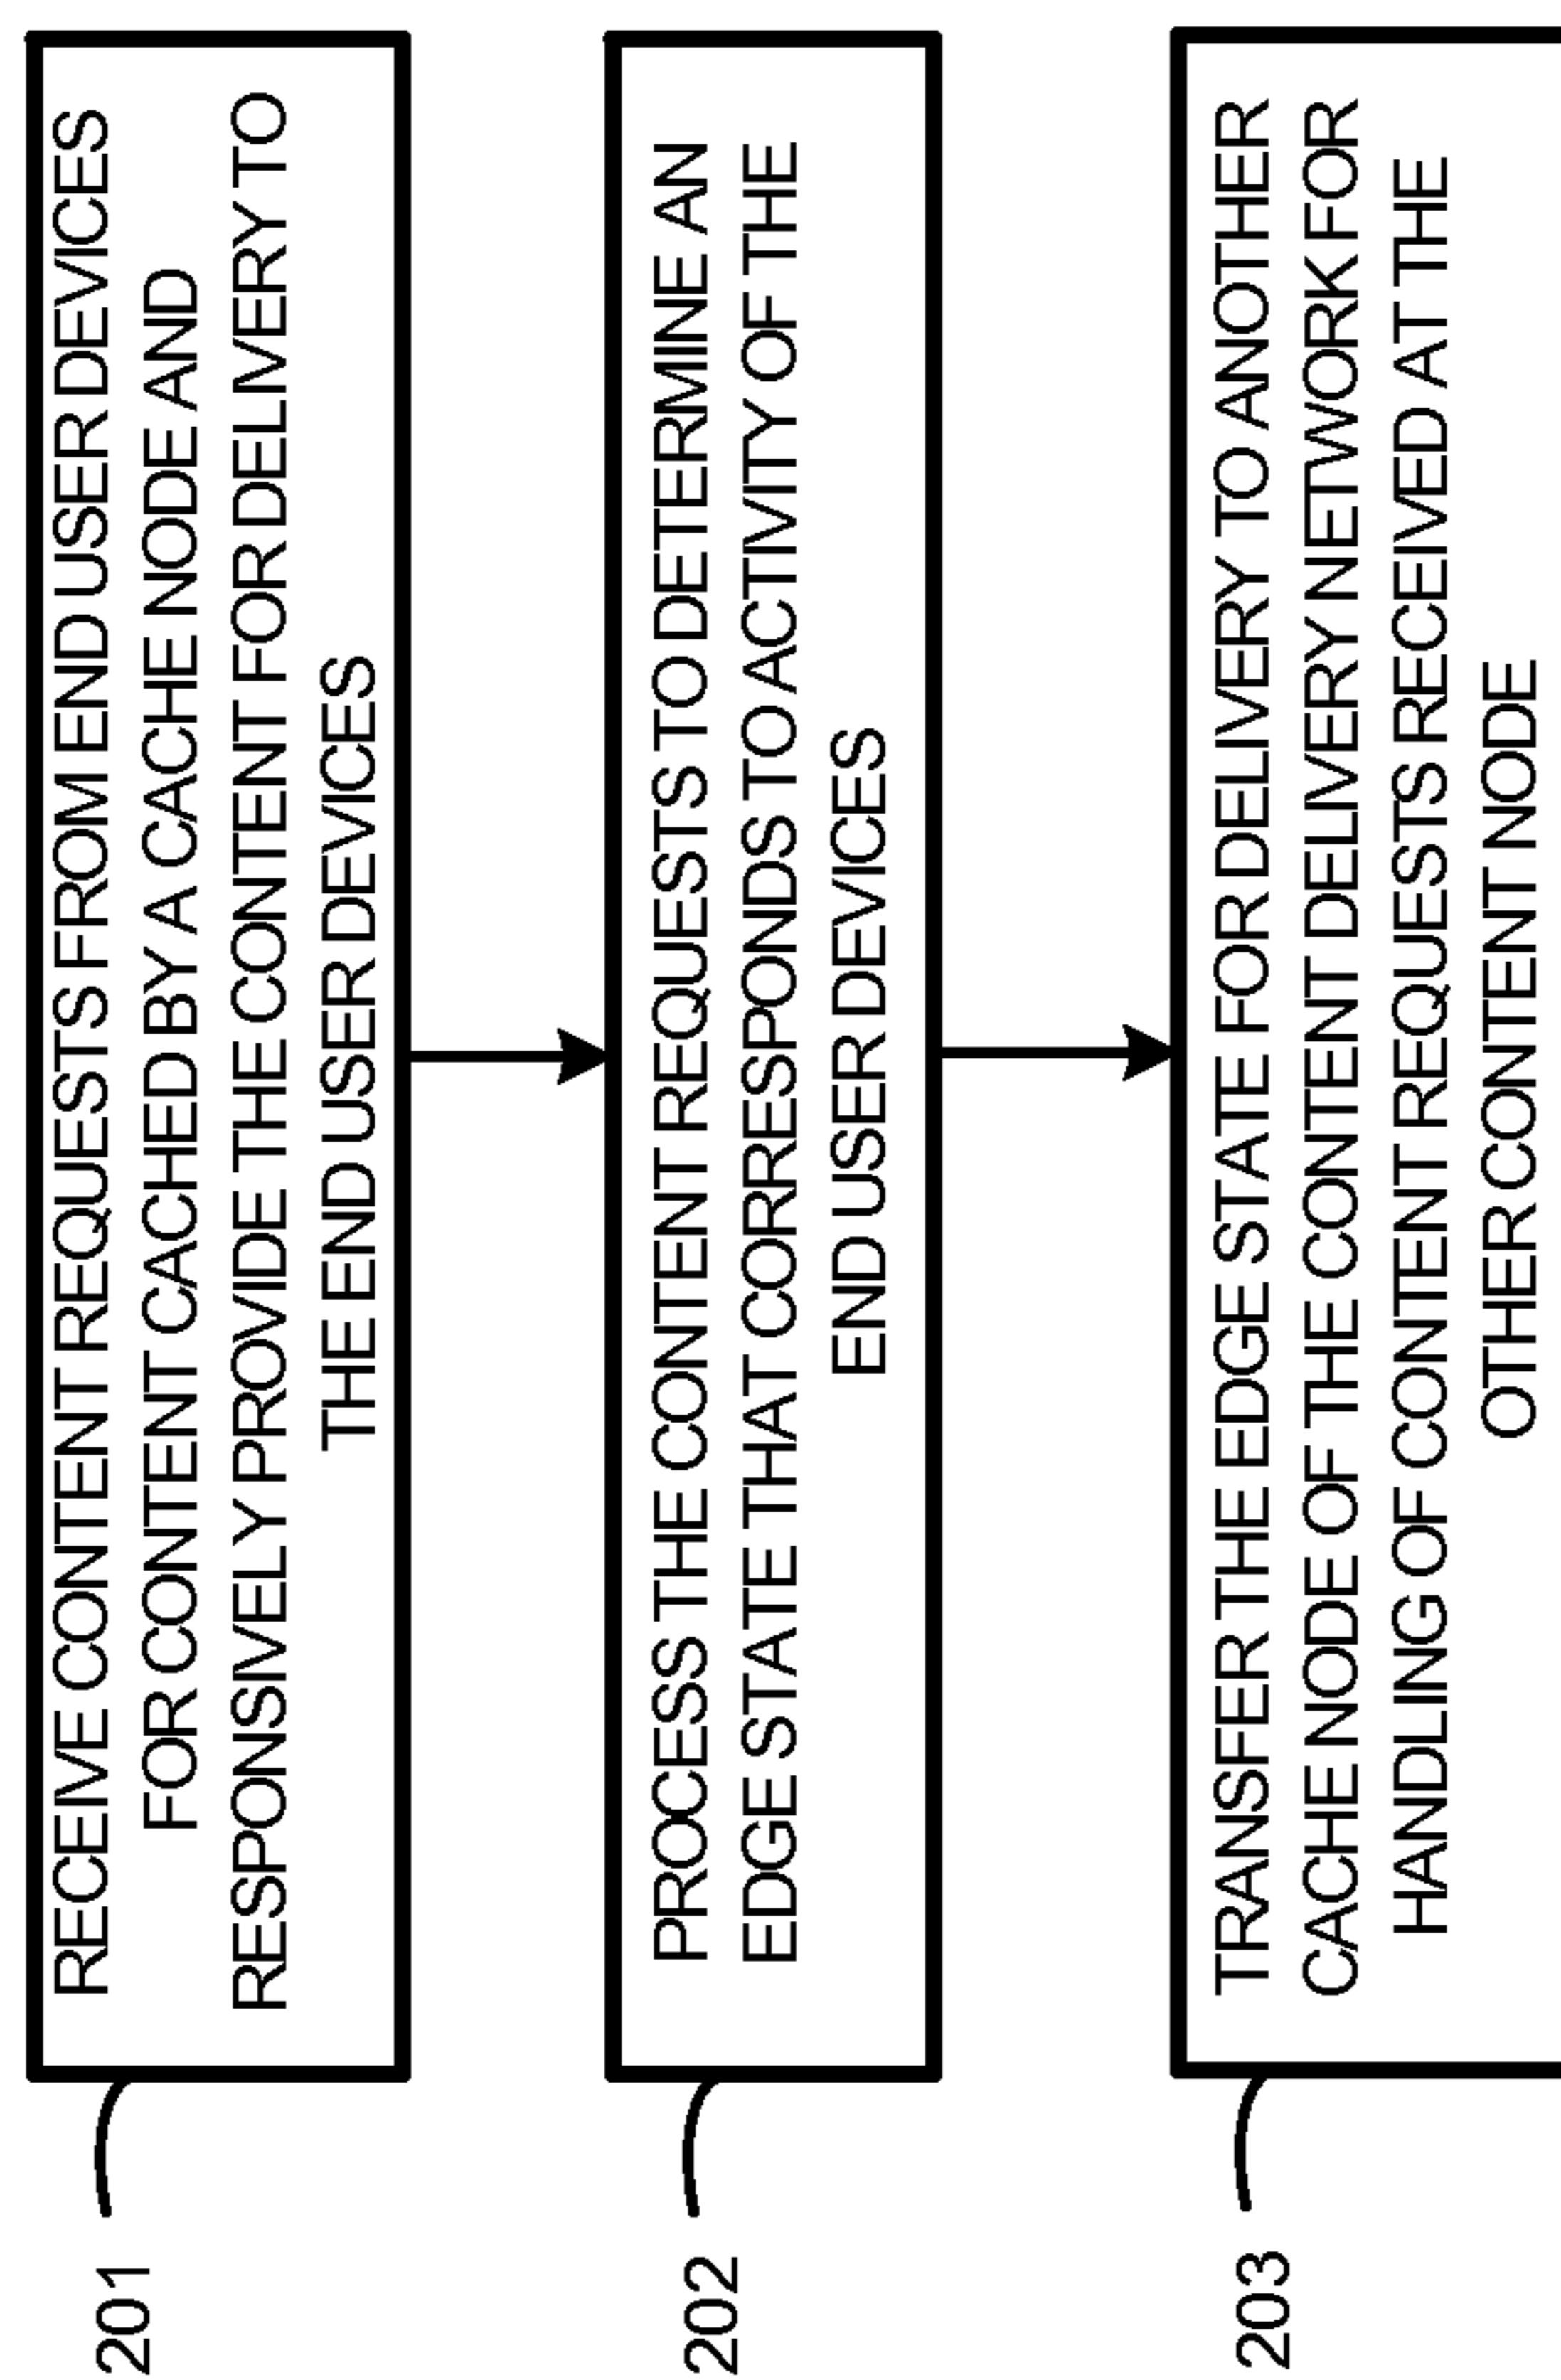 201
RECEIVE CONTENT REQUESTS FROM END USER DEVICES
FOR CONTENT CACHED BY A CACHE NODE AND
RESPONSIVELY PROVIDE THE CONTENT FOR DELIVERY TO
THE END USER DEVICES
202
PROCESS THE CONTENT REQUESTS TO DETERMINE AN
EDGE STATE THAT CORRESPONDS TO ACTIVITY OF THE
END USER DEVICES
203
TRANSFER THE EDGE STATE FOR DELIVERY TO ANOTHER
CACHE NODE OF THE CONTENT DELIVERY NETWORK FOR
HANDLING OF CONTENT REQUESTS RECEIVED AT THE
OTHER CONTENT NODE